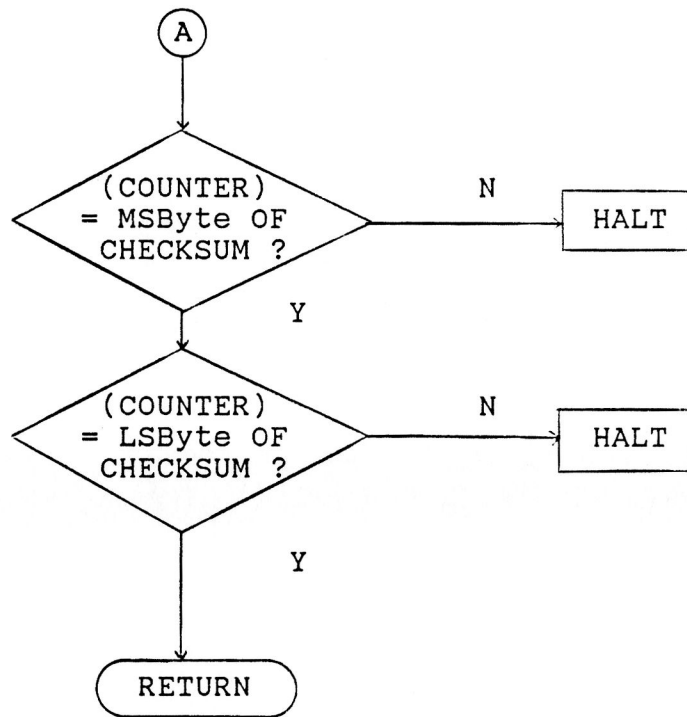 A
(COUNTER)
= MSByte OF
CHECKSUM ?
N
HALT
Y
(COUNTER)
= LSByte OF
CHECKSUM ?
N
HALT
Y
RETURN